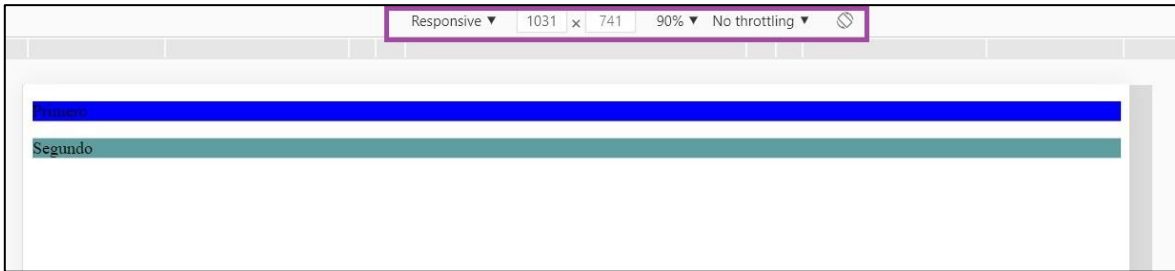 Responsive ▼ 1031 x 741 90% ▼ No throttling ▼
Primero
Segundo